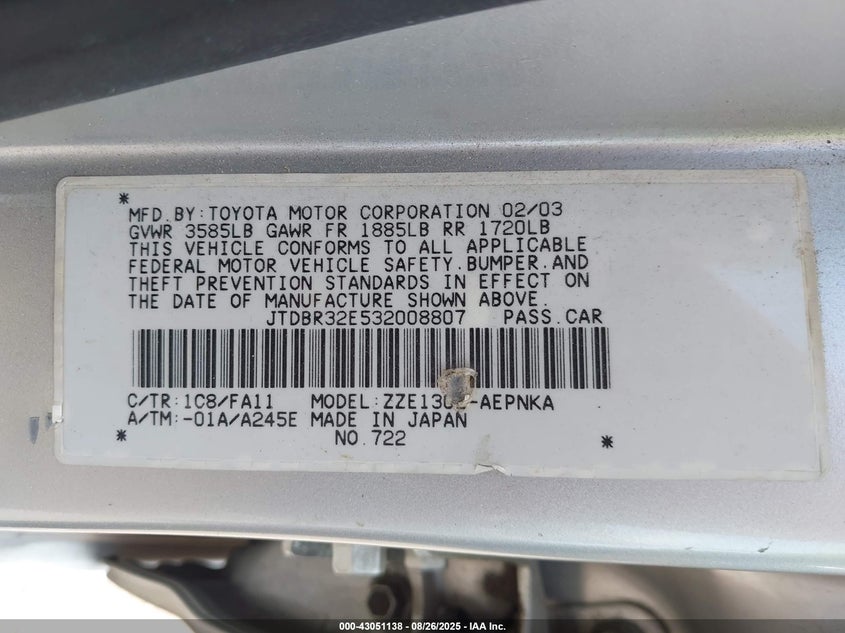 *
MFD.BY:TOYOTA MOTOR CORPORATION 02/03
GVWR 3585LB GAWR FR 1885LB RR 1720LB
THIS VEHICLE CONFORMS TO ALL APPLICABLE
FEDERAL MOTOR VEHICLE SAFETY.BUMPER.AND
THEFT PREVENTION STANDARDS IN EFFECT ON
THE DATE OF MANUFACTURE SHOWN ABOVE.
JTDBR32E532008807 PASS.CAR
C/TR:1C8/FA11 MODEL:
A/TM:-01A/A245E MADE IN JAPAN
* NO.722 *
000-43051138 - 08/26/2025 - IAA Inc.